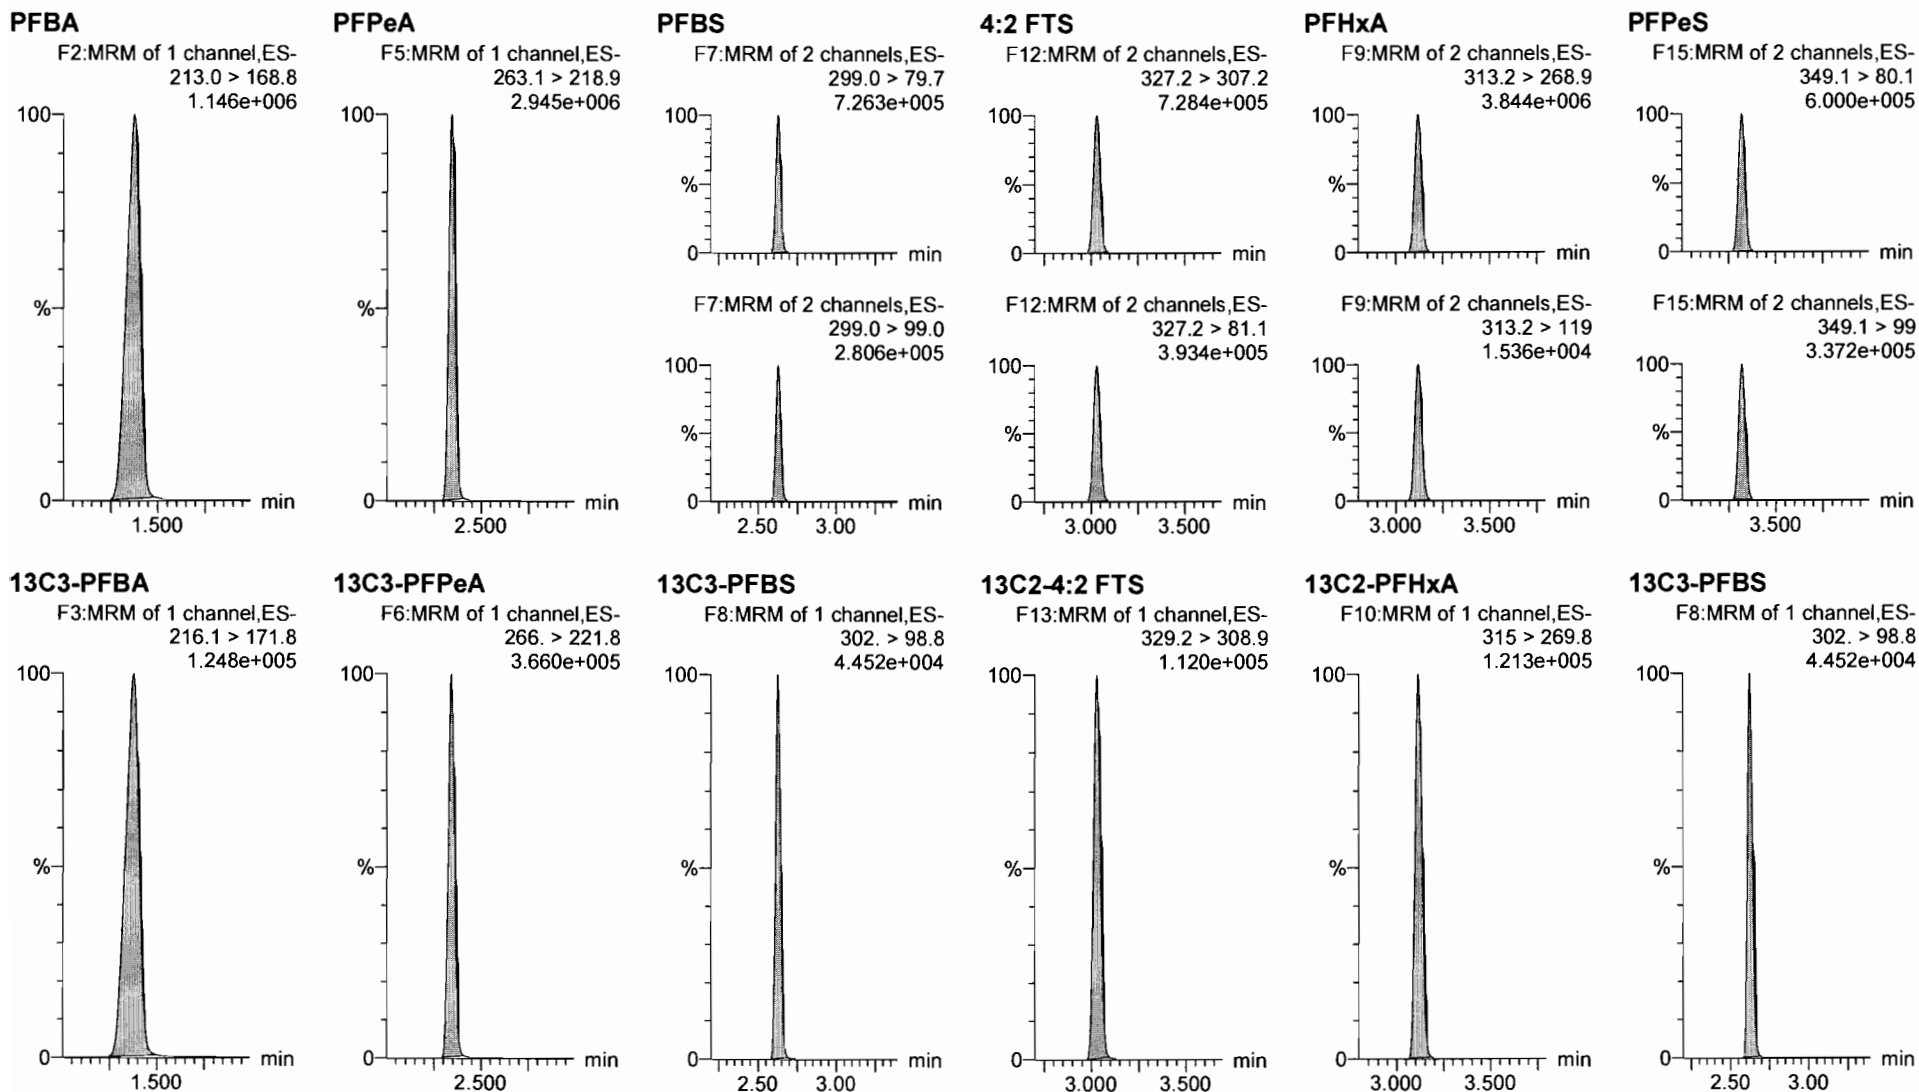 PFBA
F2:MRM of 1 channel,ES-
213.0 > 168.8
1.146e+006
100
%
0
min
1.500
PFPeA
F5:MRM of 1 channel,ES-
263.1 > 218.9
2.945e+006
100
%
0
min
2.500
PFBS
F7:MRM of 2 channels,ES-
299.0 > 79.7
7.263e+005
100
%
0
min
F7:MRM of 2 channels,ES-
299.0 > 99.0
2.806e+005
100
%
0
min
2.50 3.00
4:2 FTS
F12:MRM of 2 channels,ES-
327.2 > 307.2
7.284e+005
100
%
0
min
F12:MRM of 2 channels,ES-
327.2 > 81.1
3.934e+005
100
%
0
min
3.000 3.500
PFHxA
F9:MRM of 2 channels,ES-
313.2 > 268.9
3.844e+006
100
%
0
min
F9:MRM of 2 channels,ES-
313.2 > 119
1.536e+004
100
%
0
min
3.000 3.500
PFPeS
F15:MRM of 2 channels,ES-
349.1 > 80.1
6.000e+005
100
%
0
min
F15:MRM of 2 channels,ES-
349.1 > 99
3.372e+005
100
%
0
min
3.500
13C3-PFBA
F3:MRM of 1 channel,ES-
216.1 > 171.8
1.248e+005
100
%
0
min
1.500
13C3-PFPeA
F6:MRM of 1 channel,ES-
266. > 221.8
3.660e+005
100
%
0
min
2.500
13C3-PFBS
F8:MRM of 1 channel,ES-
302. > 98.8
4.452e+004
100
%
0
min
2.50 3.00
13C2-4:2 FTS
F13:MRM of 1 channel,ES-
329.2 > 308.9
1.120e+005
100
%
0
min
3.000 3.500
13C2-PFHxA
F10:MRM of 1 channel,ES-
315 > 269.8
1.213e+005
100
%
0
min
3.000 3.500
13C3-PFBS
F8:MRM of 1 channel,ES-
302. > 98.8
4.452e+004
100
%
0
min
2.50 3.00